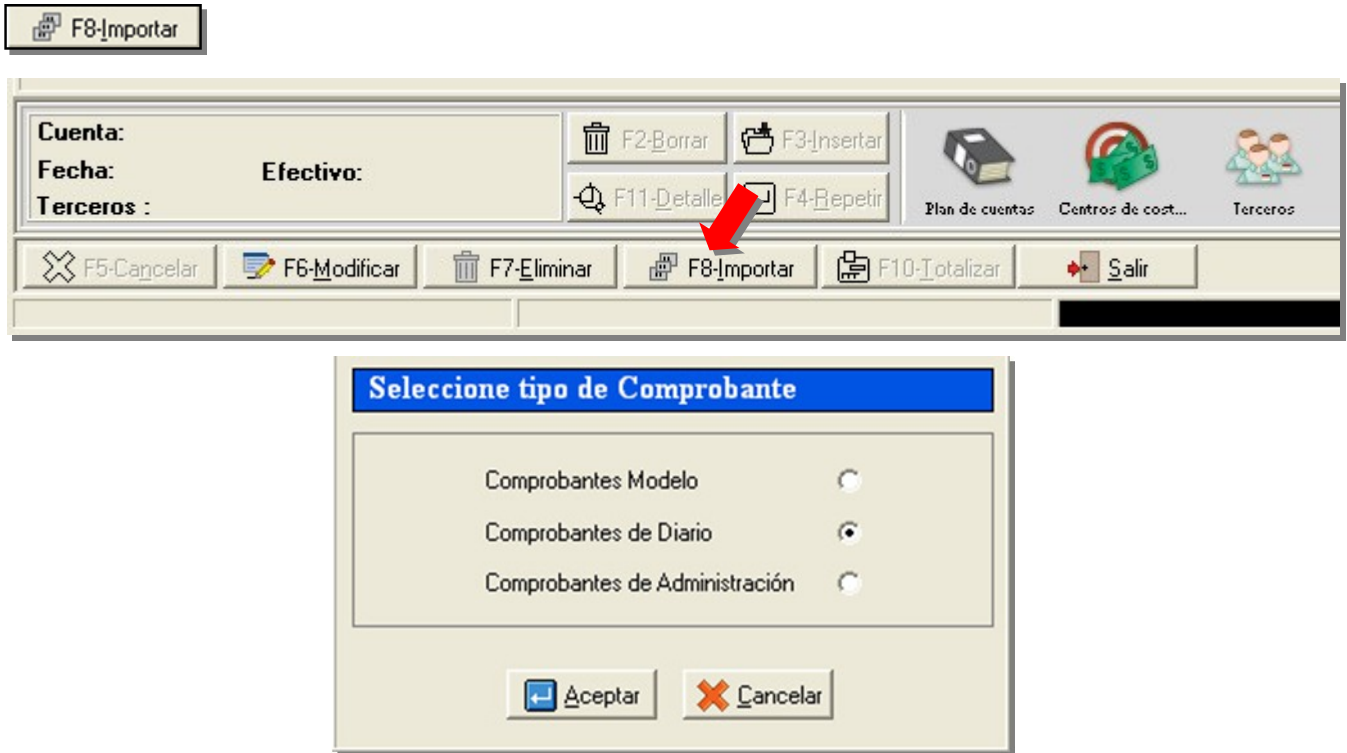 F8-Importar
Cuenta:
Fecha: Efectivo:
Terceros :
F2-Borrar F3-Insertar
F11-Detalle F4-Repetir
Plan de cuentas Centros de cost... Terceros
F5-Cancelar F6-Modificar F7-Eliminar F8-Importar F10-Totalizar Salir
Seleccione tipo de Comprobante
Comprobantes Modelo
Comprobantes de Diario
Comprobantes de Administración
Aceptar Cancelar